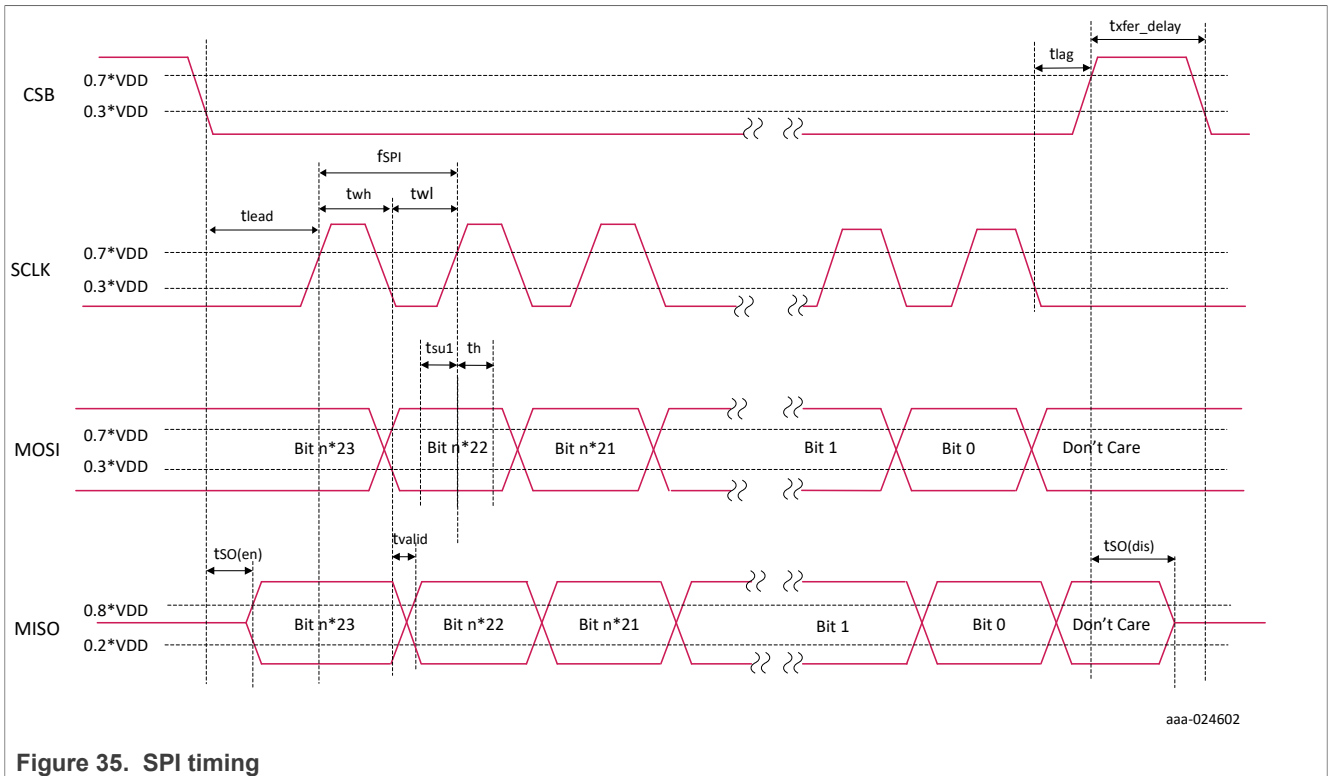 txfer_delay
tlag
CSB
0.7*VDD
0.3*VDD
fSPI
twh
twl
tlead
SCLK
0.7*VDD
0.3*VDD
tsu1
th
MOSI
0.7*VDD
0.3*VDD
Bit n*23
Bit n*22
Bit n*21
Bit 1
Bit 0
Don't Care
tSO(en)
tvalid
tSO(dis)
MISO
0.8*VDD
0.2*VDD
Bit n*23
Bit n*22
Bit n*21
Bit 1
Bit 0
Don't Care
aaa-024602
Figure 35. SPI timing